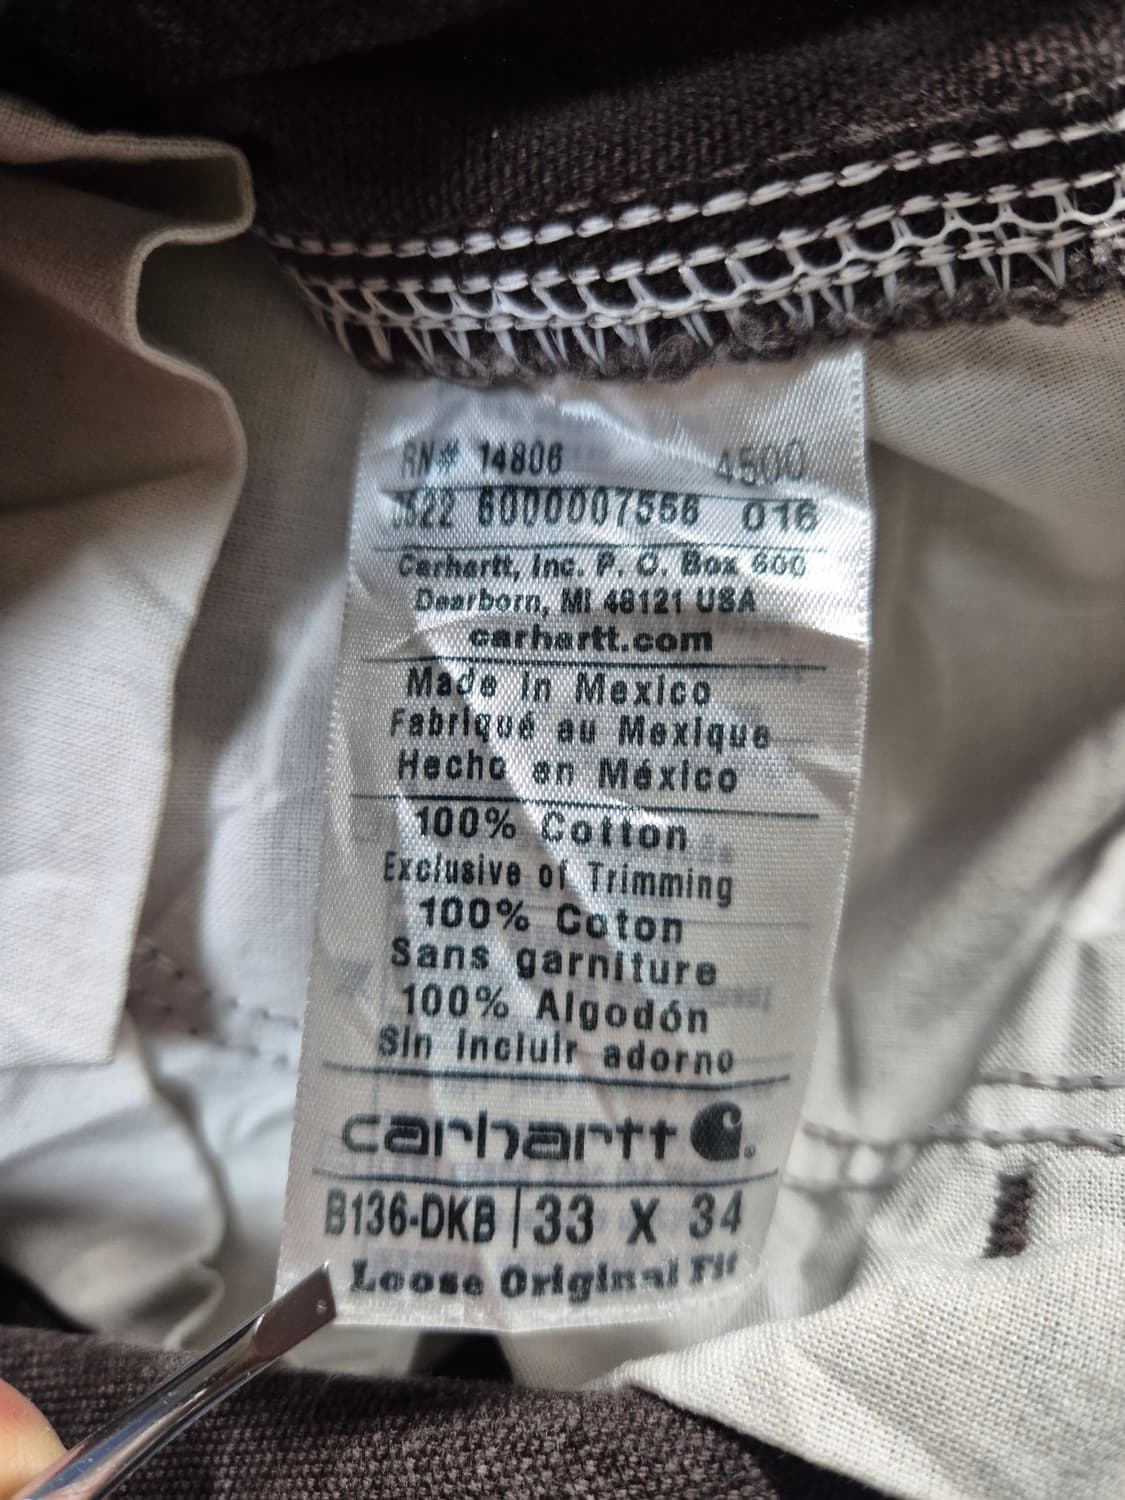 RN# 14806 4500
6000007566 016
Carhartt, Inc. P. O. Box 600
Dearborn, MI 48121 USA
carhartt.com
Made in Mexico
Fabriqué au Mexique
Hecho en México
100% Cotton
Exclusive of Trimming
100% Coton
Sans garniture
100% Algodón
Sin incluir adorno
carhartt
B136-DKB | 33 X 34
Loose Original Fit